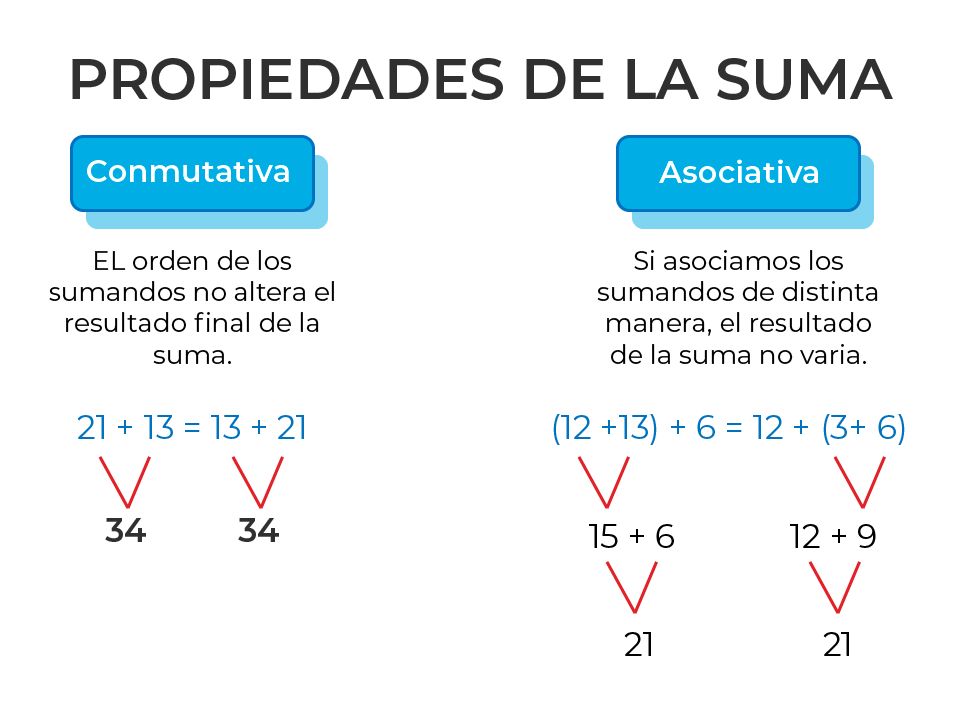 PROPIEDADES DE LA SUMA
Conmutativa
EL orden de los
sumandos no altera el
resultado final de la
suma.
21 + 13 = 13 + 21
34 34
Asociativa
Si asociamos los
sumandos de distinta
manera, el resultado
de la suma no varia.
(12 +13) + 6 = 12 + (3+ 6)
15 + 6 12 + 9
21 21